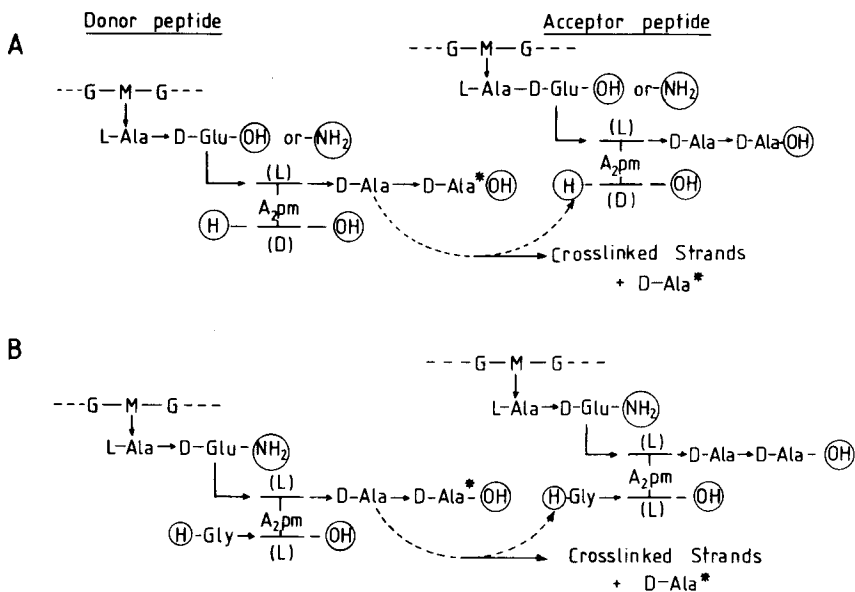 Donor peptide
Acceptor peptide
A
---G—M—G---
L-Ala→D-Glu-OH or-NH₂
(L)
→D-Ala→D-Ala*OH
A₂pm
H— —OH
(D)
---G—M—G---
L-Ala—D-Glu-OH or-NH₂
(L)
→D-Ala→D-Ala-OH
A₂pm
H— —OH
(D)
Crosslinked Strands
+ D-Ala*
B
---G—M—G---
L-Ala→D-Glu-NH₂
(L)
→D-Ala→D-Ala*-OH
A₂pm
H-Gly→ —OH
(L)
---G—M—G---
L-Ala→D-Glu-NH₂
(L)
→D-Ala→D-Ala-OH
A₂pm
H-Gly→ —OH
(L)
Crosslinked Strands
+ D-Ala*